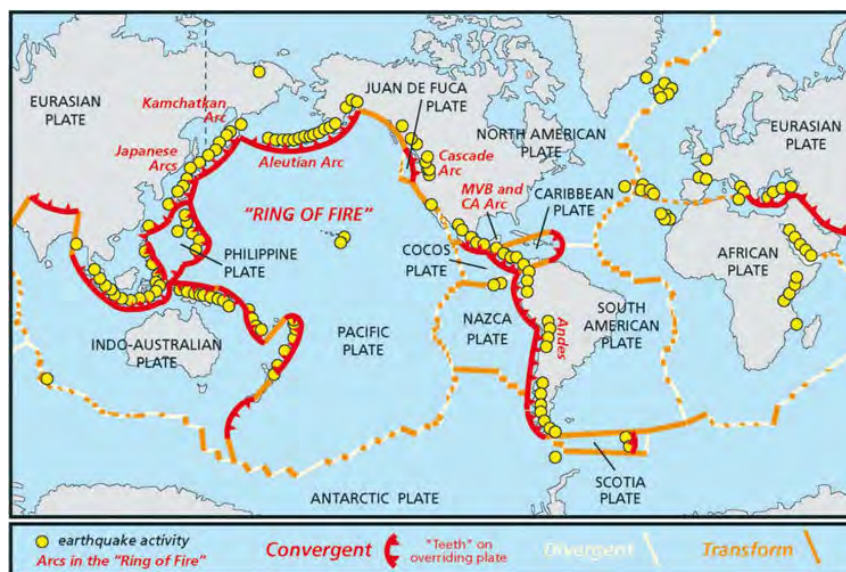 EURASIAN
PLATE
Kamchatkan
Arc
Japanese
Arcs
Aleutian Arc
JUAN DE FUCA
PLATE
NORTH AMERICAN
PLATE
Cascade
Arc
EURASIAN
PLATE
"RING OF FIRE"
MVB and
CA Arc
CARIBBEAN
PLATE
PHILIPPINE
PLATE
COCOS
PLATE
AFRICAN
PLATE
INDO-AUSTRALIAN
PLATE
PACIFIC
PLATE
NAZCA
PLATE
Andes
SOUTH
AMERICAN
PLATE
SCOTIA
PLATE
ANTARCTIC PLATE
earthquake activity
Arcs in the "Ring of Fire"
Convergent
"Teeth" on
overriding plate
Divergent
Transform